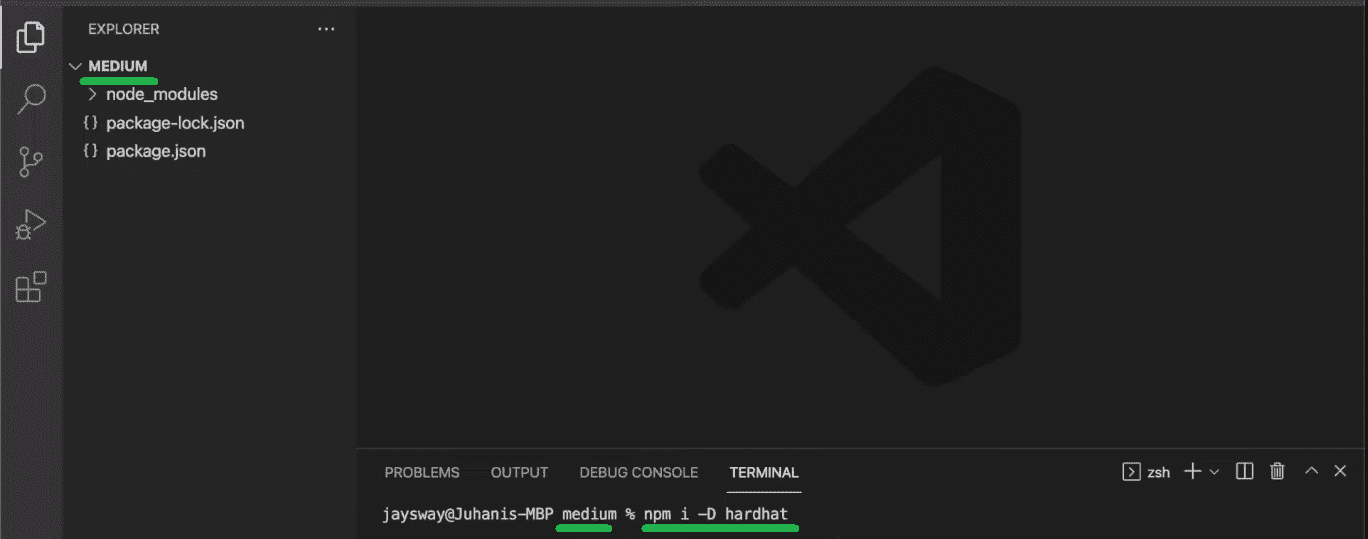 EXPLORER ...
MEDIUM
node_modules
{} package-lock.json
{} package.json
PROBLEMS OUTPUT DEBUG CONSOLE TERMINAL zsh
jaysway@Juhanis-MBP medium % npm i -D hardhat